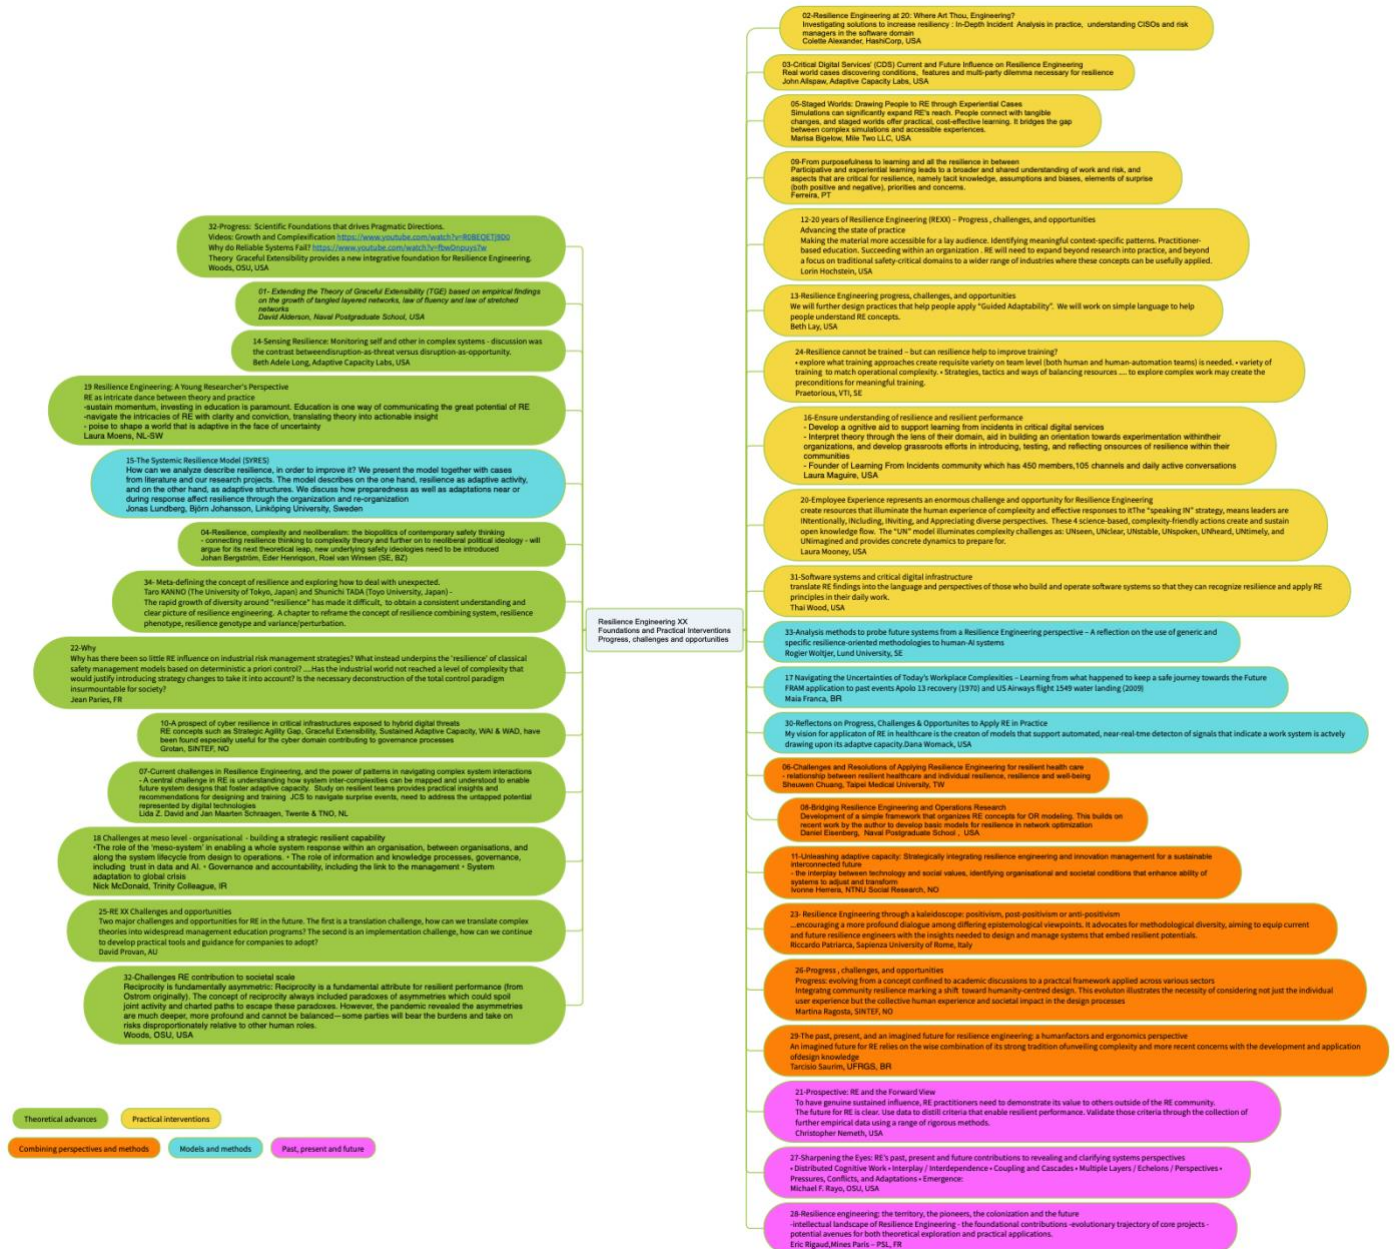 32-Progress: Scientific Foundations that drives Pragmatic Directions.
Videos: Growth and Complexification https://www.youtube.com/watch?v=R0BEQETJ9D0
Why do Reliable Systems Fail? https://www.youtube.com/watch?v=fbwDnpuys7w
Theory Graceful Extensibility provides a new integrative foundation for Resilience Engineering.
Woods, OSU, USA
01- Extending the Theory of Graceful Extensibility (TGE) based on empirical findings
on the growth of tangled layered networks, law of fluency and law of stretched
networks
David Alderson, Naval Postgraduate School, USA
14-Sensing Resilience: Monitoring self and other in complex systems - discussion was
the contrast betweendisruption-as-threat versus disruption-as-opportunity.
Beth Adele Long, Adaptive Capacity Labs, USA
19 Resilience Engineering: A Young Researcher's Perspective
RE as intricate dance between theory and practice
-sustain momentum, investing in education is paramount. Education is one way of communicating the great potential of RE
-navigate the intricacies of RE with clarity and conviction, translating theory into actionable insight
- poise to shape a world that is adaptive in the face of uncertainty
Laura Moens, NL-SW
15-The Systemic Resilience Model (SYRES)
How can we analyze describe resilience, in order to improve it? We present the model together with cases
from literature and our research projects. The model describes on the one hand, resilience as adaptive activity,
and on the other hand, as adaptive structures. We discuss how preparedness as well as adaptations near or
during response affect resilience through the organization and re-organization
Jonas Lundberg, Björn Johansson, Linköping University, Sweden
04-Resilience, complexity and neoliberalism: the biopolitics of contemporary safety thinking
- connecting resilience thinking to complexity theory and further on to neoliberal political ideology - will
argue for its next theoretical leap, new underlying safety ideologies need to be introduced
Johan Bergström, Eder Henriqson, Roel van Winsen (SE, BZ)
34- Meta-defining the concept of resilience and exploring how to deal with unexpected.
Taro KANNO (The University of Tokyo, Japan) and Shunichi TADA (Toyo University, Japan) -
The rapid growth of diversity around "resilience" has made it difficult, to obtain a consistent understanding and
clear picture of resilience engineering. A chapter to reframe the concept of resilience combining system, resilience
phenotype, resilience genotype and variance/perturbation.
22-Why
Why has there been so little RE influence on industrial risk management strategies? What instead underpins the 'resilience' of classical
safety management models based on deterministic a priori control? ....Has the industrial world not reached a level of complexity that
would justify introducing strategy changes to take it into account? Is the necessary deconstruction of the total control paradigm
insurmountable for society?
Jean Paries, FR
10-A prospect of cyber resilience in critical infrastructures exposed to hybrid digital threats
RE concepts such as Strategic Agility Gap, Graceful Extensibility, Sustained Adaptive Capacity, WAI & WAD, have
been found especially useful for the cyber domain contributing to governance processes
Grotan, SINTEF, NO
07-Current challenges in Resilience Engineering, and the power of patterns in navigating complex system interactions
- A central challenge in RE is understanding how system inter-complexities can be mapped and understood to enable
future system designs that foster adaptive capacity. Study on resilient teams provides practical insights and
recommendations for designing and training JCS to navigate surprise events, need to address the untapped potential
represented by digital technologies
Lida Z. David and Jan Maarten Schraagen, Twente & TNO, NL
18 Challenges at meso level - organisational - building a strategic resilient capability
•The role of the 'meso-system' in enabling a whole system response within an organisation, between organisations, and
along the system lifecycle from design to operations. • The role of information and knowledge processes, governance,
including trust in data and AI. • Governance and accountability, including the link to the management • System
adaptation to global crisis
Nick McDonald, Trinity Colleague, IR
25-RE XX Challenges and opportunities
Two major challenges and opportunities for RE in the future. The first is a translation challenge, how can we translate complex
theories into widespread management education programs? The second is an implementation challenge, how can we continue
to develop practical tools and guidance for companies to adopt?
David Provan, AU
32-Challenges RE contribution to societal scale
Reciprocity is fundamentally asymmetric: Reciprocity is a fundamental attribute for resilient performance (from
Ostrom originally). The concept of reciprocity always included paradoxes of asymmetries which could spoil
joint activity and charted paths to escape these paradoxes. However, the pandemic revealed the asymmetries
are much deeper, more profound and cannot be balanced—some parties will bear the burdens and take on
risks disproportionately relative to other human roles.
Woods, OSU, USA
Resilience Engineering XX
Foundations and Practical Interventions
Progress, challenges and opportunities
02-Resilience Engineering at 20: Where Art Thou, Engineering?
Investigating solutions to increase resiliency : In-Depth Incident Analysis in practice, understanding CISOs and risk
managers in the software domain
Colette Alexander, HashiCorp, USA
03-Critical Digital Services' (CDS) Current and Future Influence on Resilience Engineering
Real world cases discovering conditions, features and multi-party dilemma necessary for resilience
John Allspaw, Adaptive Capacity Labs, USA
05-Staged Worlds: Drawing People to RE through Experiential Cases
Simulations can significantly expand RE's reach. People connect with tangible
changes, and staged worlds offer practical, cost-effective learning. It bridges the gap
between complex simulations and accessible experiences.
Marisa Bigelow, Mile Two LLC, USA
09-From purposefulness to learning and all the resilience in between
Participative and experiential learning leads to a broader and shared understanding of work and risk, and
aspects that are critical for resilience, namely tacit knowledge, assumptions and biases, elements of surprise
(both positive and negative), priorities and concerns.
Ferreira, PT
12-20 years of Resilience Engineering (REXX) – Progress , challenges, and opportunities
Advancing the state of practice
Making the material more accessible for a lay audience. Identifying meaningful context-specific patterns. Practitioner-
based education. Succeeding within an organization . RE will need to expand beyond research into practice, and beyond
a focus on traditional safety-critical domains to a wider range of industries where these concepts can be usefully applied.
Lorin Hochstein, USA
13-Resilience Engineering progress, challenges, and opportunities
We will further design practices that help people apply "Guided Adaptability". We will work on simple language to help
people understand RE concepts.
Beth Lay, USA
24-Resilience cannot be trained – but can resilience help to improve training?
• explore what training approaches create requisite variety on team level (both human and human-automation teams) is needed. • variety of
training to match operational complexity. • Strategies, tactics and ways of balancing resources .... to explore complex work may create the
preconditions for meaningful training.
Praetorious, VTI, SE
16-Ensure understanding of resilience and resilient performance
- Develop a ognitive aid to support learning from incidents in critical digital services
- Interpret theory through the lens of their domain, aid in building an orientation towards experimentation withintheir
organizations, and develop grassroots efforts in introducing, testing, and reflecting onsources of resilience within their
communities
- Founder of Learning From Incidents community which has 450 members,105 channels and daily active conversations
Laura Maguire, USA
20-Employee Experience represents an enormous challenge and opportunity for Resilience Engineering
create resources that illuminate the human experience of complexity and effective responses to itThe "speaking IN" strategy, means leaders are
INtentionally, INcluding, INviting, and Appreciating diverse perspectives. These 4 science-based, complexity-friendly actions create and sustain
open knowledge flow. The "UN" model illuminates complexity challenges as: UNseen, UNclear, UNstable, UNspoken, UNheard, UNtimely, and
UNimagined and provides concrete dynamics to prepare for.
Laura Mooney, USA
31-Software systems and critical digital infrastructure
translate RE findings into the language and perspectives of those who build and operate software systems so that they can recognize resilience and apply RE
principles in their daily work.
Thai Wood, USA
33-Analysis methods to probe future systems from a Resilience Engineering perspective – A reflection on the use of generic and
specific resilience-oriented methodologies to human-AI systems
Rogier Woltjer, Lund University, SE
17 Navigating the Uncertainties of Today's Workplace Complexities – Learning from what happened to keep a safe journey towards the Future
FRAM application to past events Apolo 13 recovery (1970) and US Airways flight 1549 water landing (2009)
Maia Franca, BR
30-Reflectons on Progress, Challenges & Opportunites to Apply RE in Practice
My vision for applicaton of RE in healthcare is the creaton of models that support automated, near-real-tme detecton of signals that indicate a work system is actvely
drawing upon its adaptve capacity.Dana Womack, USA
06-Challenges and Resolutions of Applying Resilience Engineering for resilient health care
- relationship between resilient healthcare and individual resilience, resilience and well-being
Sheuwen Chuang, Taipei Medical University, TW
08-Bridging Resilience Engineering and Operations Research
Development of a simple framework that organizes RE concepts for OR modeling. This builds on
recent work by the author to develop basic models for resilience in network optimization
Daniel Eisenberg, Naval Postgraduate School , USA
11-Unleashing adaptive capacity: Strategically integrating resilience engineering and innovation management for a sustainable
interconnected future
- the interplay between technology and social values, identifying organisational and societal conditions that enhance ability of
systems to adjust and transform
Ivonne Herrera, NTNU Social Research, NO
23- Resilience Engineering through a kaleidoscope: positivism, post-positivism or anti-positivism
...encouraging a more profound dialogue among differing epistemological viewpoints. It advocates for methodological diversity, aiming to equip current
and future resilience engineers with the insights needed to design and manage systems that embed resilient potentials.
Riccardo Patriarca, Sapienza University of Rome, Italy
26-Progress , challenges, and opportunities
Progress: evolving from a concept confined to academic discussions to a practcal framework applied across various sectors
Integratng community resilience marking a shift toward humanity-centred design. This evoluton illustrates the necessity of considering not just the individual
user experience but the collective human experience and societal impact in the design processes
Martina Ragosta, SINTEF, NO
29-The past, present, and an imagined future for resilience engineering: a humanfactors and ergonomics perspective
An imagined future for RE relies on the wise combination of its strong tradition ofunveiling complexity and more recent concerns with the development and application
ofdesign knowledge
Tarcisio Saurim, UFRGS, BR
21-Prospective: RE and the Forward View
To have genuine sustained influence, RE practitioners need to demonstrate its value to others outside of the RE community.
The future for RE is clear. Use data to distill criteria that enable resilient performance. Validate those criteria through the collection of
further empirical data using a range of rigorous methods.
Christopher Nemeth, USA
27-Sharpening the Eyes: RE's past, present and future contributions to revealing and clarifying systems perspectives
• Distributed Cognitive Work • Interplay / Interdependence • Coupling and Cascades • Multiple Layers / Echelons / Perspectives •
Pressures, Conflicts, and Adaptations • Emergence:
Michael F. Rayo, OSU, USA
28-Resilience engineering: the territory, the pioneers, the colonization and the future
-intellectual landscape of Resilience Engineering - the foundational contributions -evolutionary trajectory of core projects -
potential avenues for both theoretical exploration and practical applications.
Eric Rigaud,Mines Paris – PSL, FR
Theoretical advances
Practical interventions
Combining perspectives and methods
Models and methods
Past, present and future